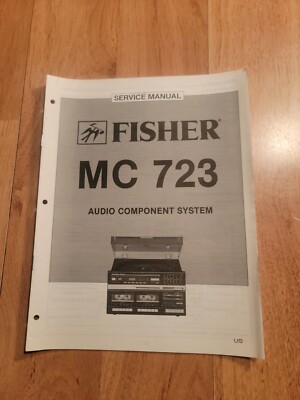 SERVICE MANUAL
FISHER®
MC 723
AUDIO COMPONENT SYSTEM
US